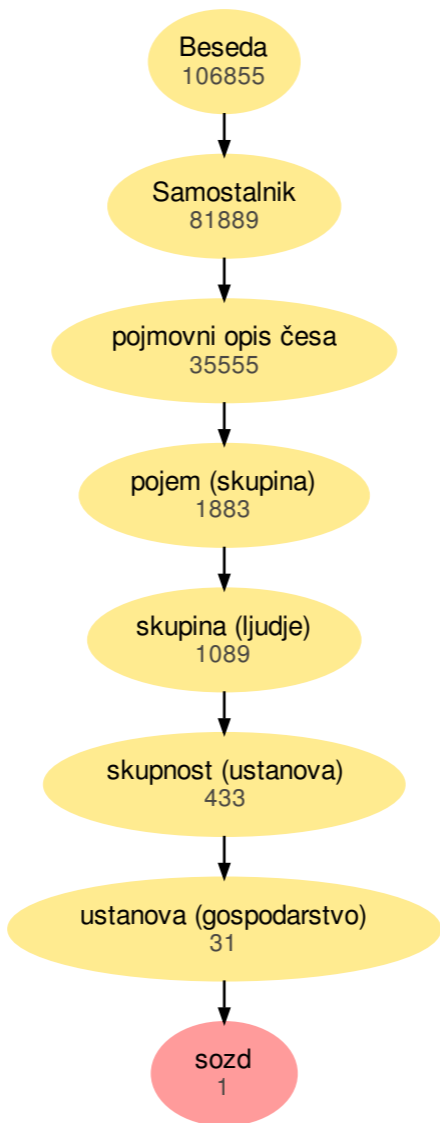 Beseda
106855
Samostalnik
81889
pojmovni opis česa
35555
pojem (skupina)
1883
skupina (ljudje)
1089
skupnost (ustanova)
433
ustanova (gospodarstvo)
31
sozd
1